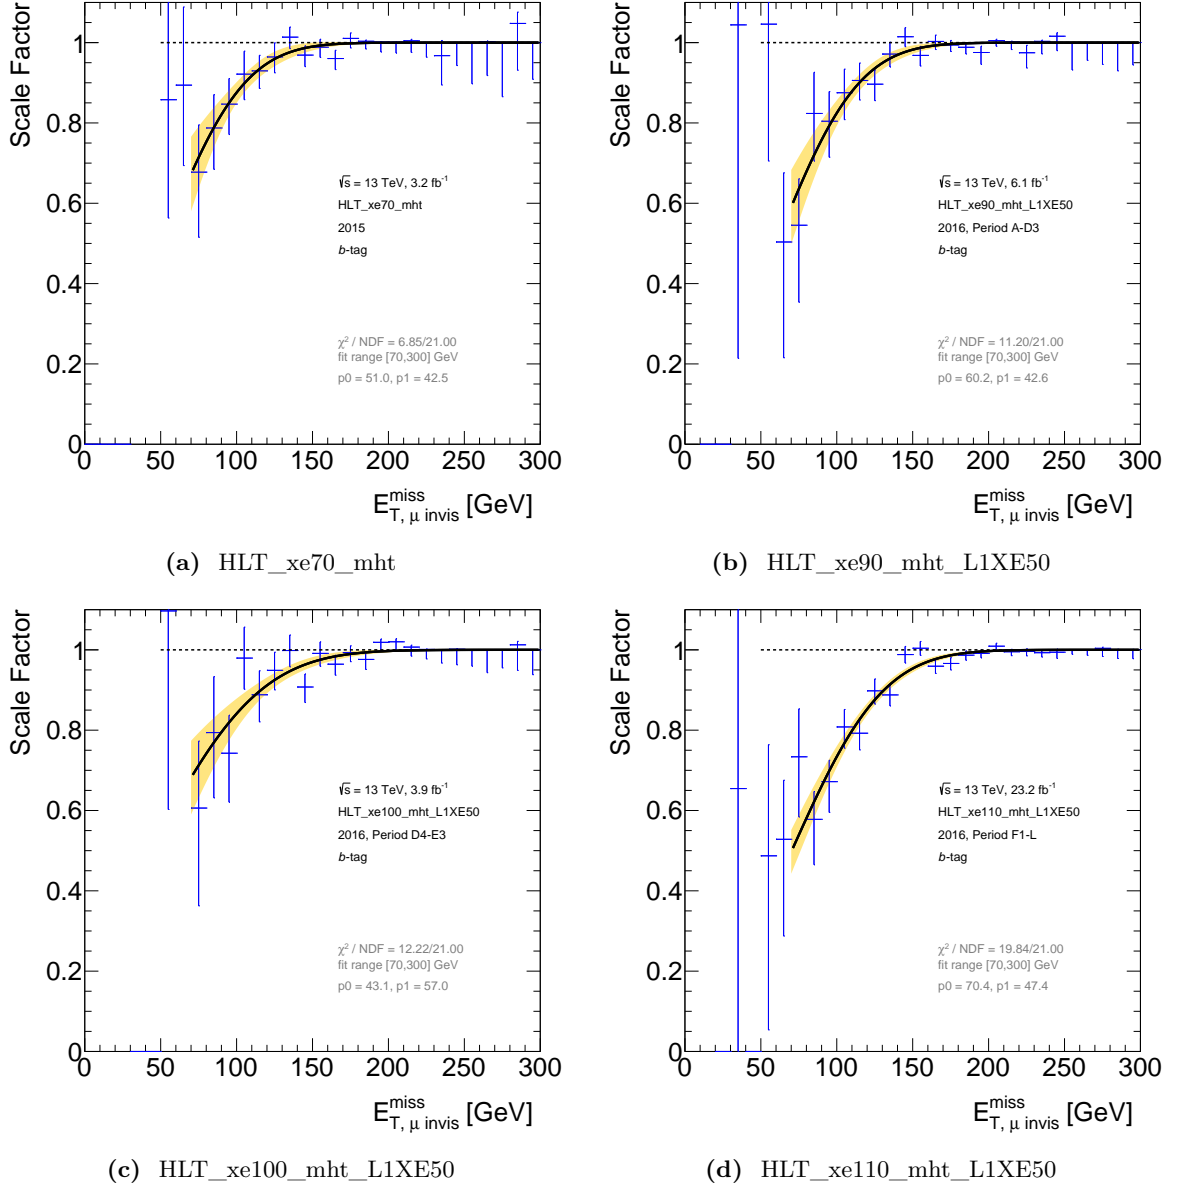 Scale Factor
1
0.8
0.6
0.4
0.2
0
√s = 13 TeV, 3.2 fb⁻¹
HLT_xe70_mht
2015
b-tag
χ² / NDF = 6.85/21.00
fit range [70,300] GeV
p0 = 51.0, p1 = 42.5
0 50 100 150 200 250 300
E_T, μ invis^miss [GeV]
(a) HLT_xe70_mht
Scale Factor
1
0.8
0.6
0.4
0.2
0
√s = 13 TeV, 6.1 fb⁻¹
HLT_xe90_mht_L1XE50
2016, Period A-D3
b-tag
χ² / NDF = 11.20/21.00
fit range [70,300] GeV
p0 = 60.2, p1 = 42.6
0 50 100 150 200 250 300
E_T, μ invis^miss [GeV]
(b) HLT_xe90_mht_L1XE50
Scale Factor
1
0.8
0.6
0.4
0.2
0
√s = 13 TeV, 3.9 fb⁻¹
HLT_xe100_mht_L1XE50
2016, Period D4-E3
b-tag
χ² / NDF = 12.22/21.00
fit range [70,300] GeV
p0 = 43.1, p1 = 57.0
0 50 100 150 200 250 300
E_T, μ invis^miss [GeV]
(c) HLT_xe100_mht_L1XE50
Scale Factor
1
0.8
0.6
0.4
0.2
0
√s = 13 TeV, 23.2 fb⁻¹
HLT_xe110_mht_L1XE50
2016, Period F1-L
b-tag
χ² / NDF = 19.84/21.00
fit range [70,300] GeV
p0 = 70.4, p1 = 47.4
0 50 100 150 200 250 300
E_T, μ invis^miss [GeV]
(d) HLT_xe110_mht_L1XE50